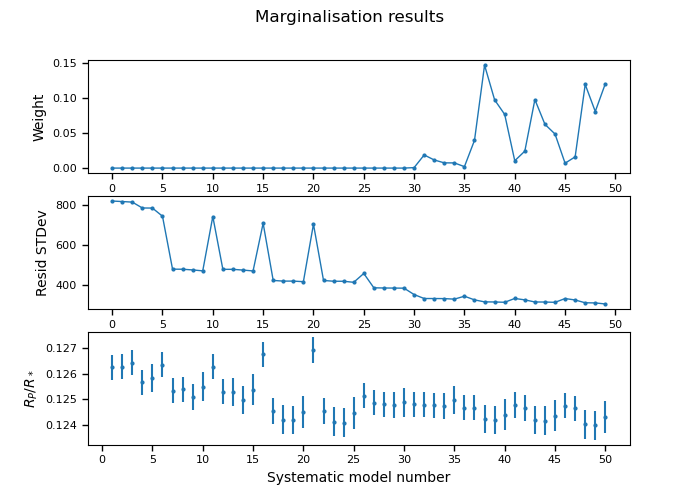 Marginalisation results
0.15
0.10
0.05
0.00
Weight
0 5 10 15 20 25 30 35 40 45 50
800
600
400
Resid STDev
0 5 10 15 20 25 30 35 40 45 50
0.127
0.126
0.125
0.124
R_P/R_*
0 5 10 15 20 25 30 35 40 45 50
Systematic model number